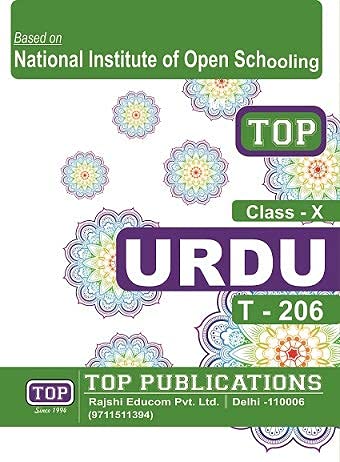 Based on
National Institute of Open Schooling
TOP
Class - X
URDU
T - 206
TOP
Since 1996
TOP PUBLICATIONS
Rajshi Educom Pvt. Ltd. | Delhi -110006
(9711511394)